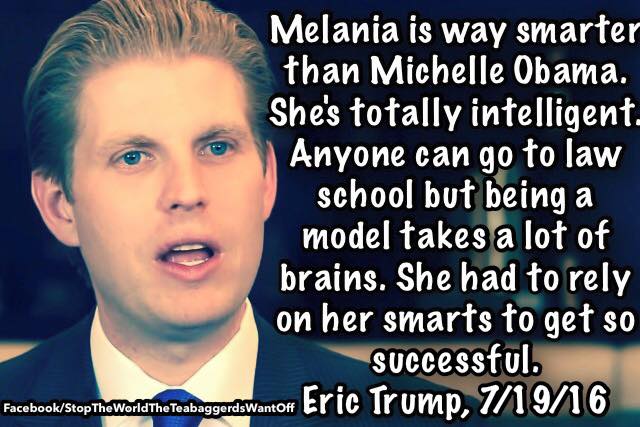 Melania is way smarter
than Michelle Obama.
She's totally intelligent.
Anyone can go to law
school but being a
model takes a lot of
brains. She had to rely
on her smarts to get so
successful.
Eric Trump, 7/19/16
Facebook/StopTheWorldTheTeabaggerdsWantOff